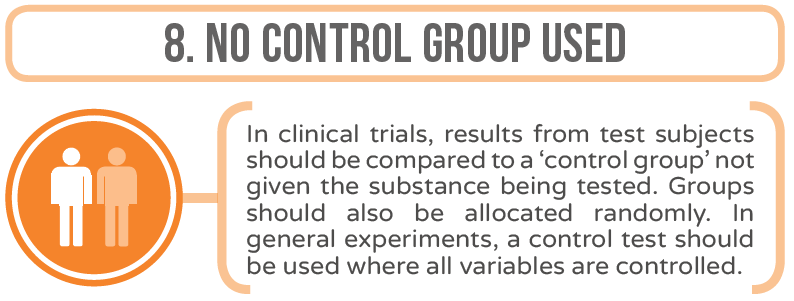 8. NO CONTROL GROUP USED
In clinical trials, results from test subjects
should be compared to a ‘control group’ not
given the substance being tested. Groups
should also be allocated randomly. In
general experiments, a control test should
be used where all variables are controlled.